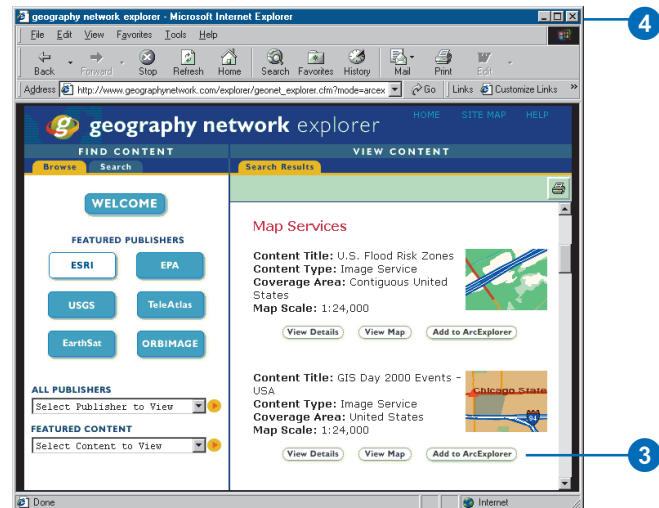 geography network explorer - Microsoft Internet Explorer
4
File Edit View Favorites Tools Help
Back Forward Stop Refresh Home Search Favorites History Mail Print Edit
Address http://www.geographynetwork.com/explorer/geonet_explorer.cfm?mode=arcex Go Links Customize Links »
geography network explorer
HOME SITE MAP HELP
FIND CONTENT
VIEW CONTENT
Browse Search
Search Results
WELCOME
FEATURED PUBLISHERS
ESRI EPA
USGS TeleAtlas
EarthSat ORBIMAGE
ALL PUBLISHERS
Select Publisher to View
FEATURED CONTENT
Select Content to View
Map Services
Content Title: U.S. Flood Risk Zones
Content Type: Image Service
Coverage Area: Contiguous United
States
Map Scale: 1:24,000
View Details View Map Add to ArcExplorer
Content Title: GIS Day 2000 Events -
USA
Content Type: Image Service
Coverage Area: United States
Map Scale: 1:24,000
Chicago State
94
View Details View Map Add to ArcExplorer
3
Done
Internet